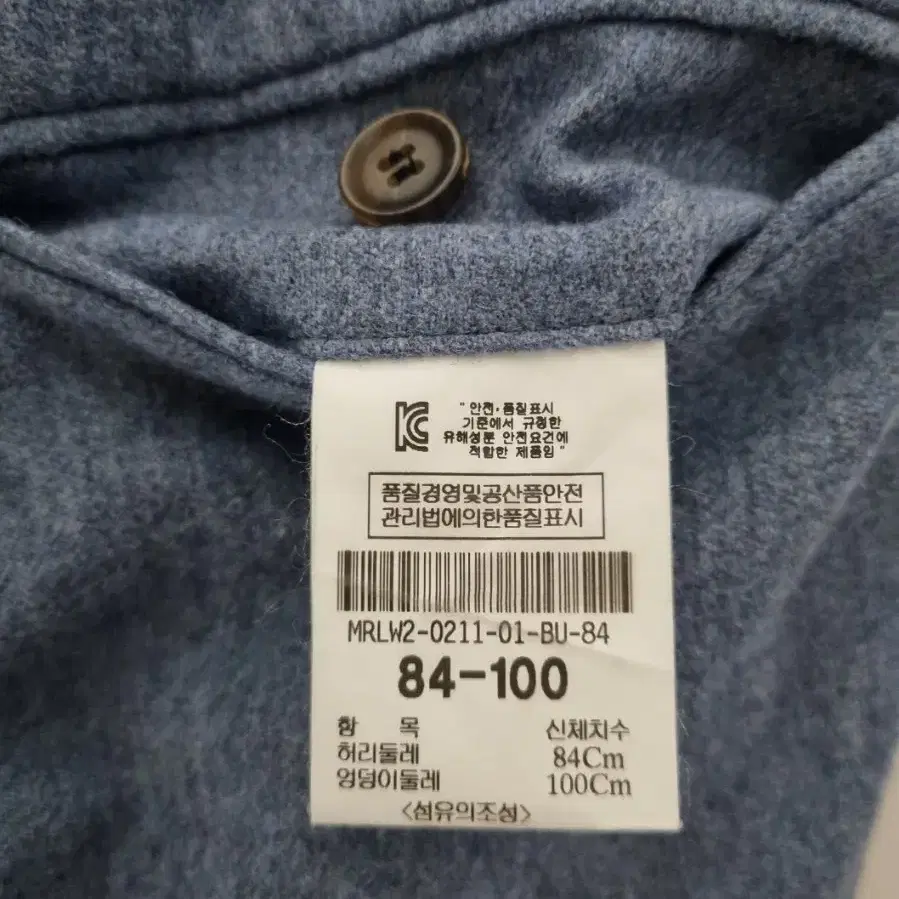 KC
" 안전·품질표시
기준에서 규정한
유해성분 안전요건에
적합한 제품임 "
품질경영및공산품안전
관리법에의한품질표시
MRLW2-0211-01-BU-84
84-100
항 목 신체치수
허리둘레 84Cm
엉덩이둘레 100Cm
<섬유의조성>